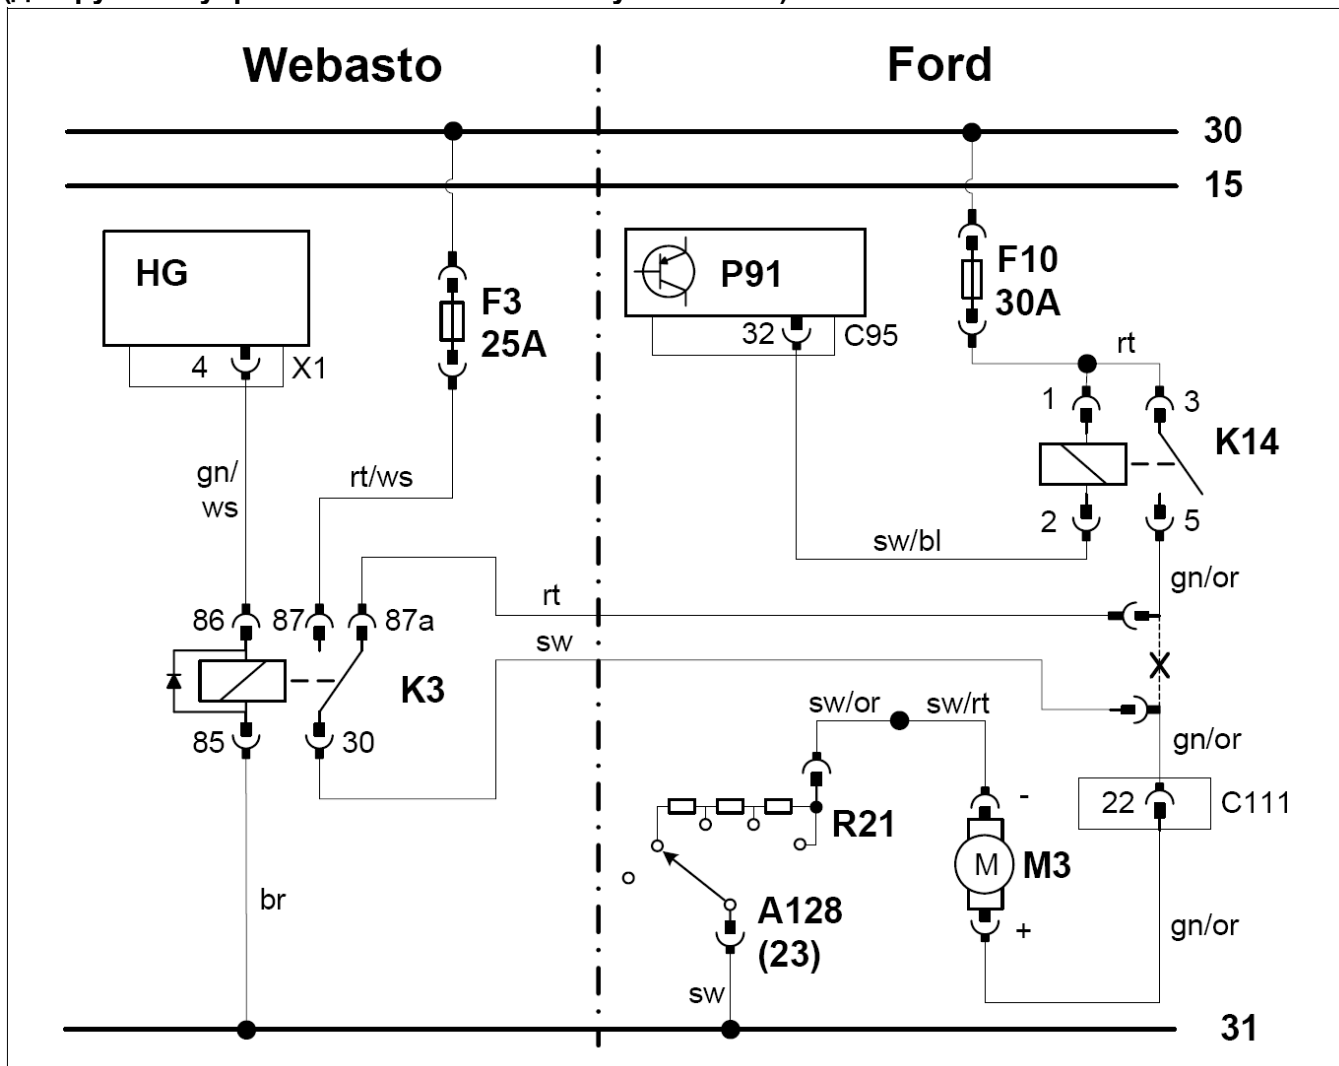 Webasto
Ford
30
15
HG
4
X1
F3
25A
P91
32
C95
F10
30A
rt
1
3
K14
2
5
gn/
ws
rt/ws
sw/bl
gn/or
86
87
87a
rt
sw
K3
85
30
sw/or
sw/rt
gn/or
22
C111
R21
-
M
M3
+
br
A128
(23)
gn/or
sw
31